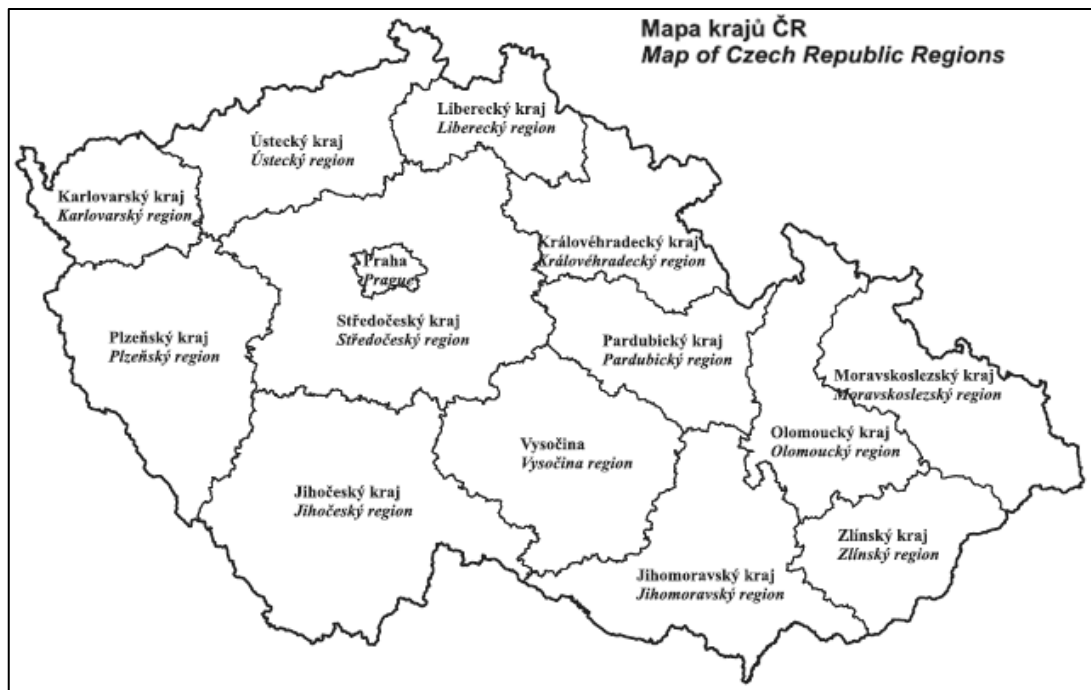 Mapa krajů ČR
Map of Czech Republic Regions
Liberecký kraj
Liberecký region
Ústecký kraj
Ústecký region
Karlovarský kraj
Karlovarský region
Královéhradecký kraj
Královéhradecký region
Praha
Prague
Středočeský kraj
Středočeský region
Plzeňský kraj
Plzeňský region
Pardubický kraj
Pardubický region
Moravskoslezský kraj
Moravskoslezský region
Olomoucký kraj
Olomoucký region
Vysočina
Vysočina region
Jihočeský kraj
Jihočeský region
Zlínský kraj
Zlínský region
Jihomoravský kraj
Jihomoravský region